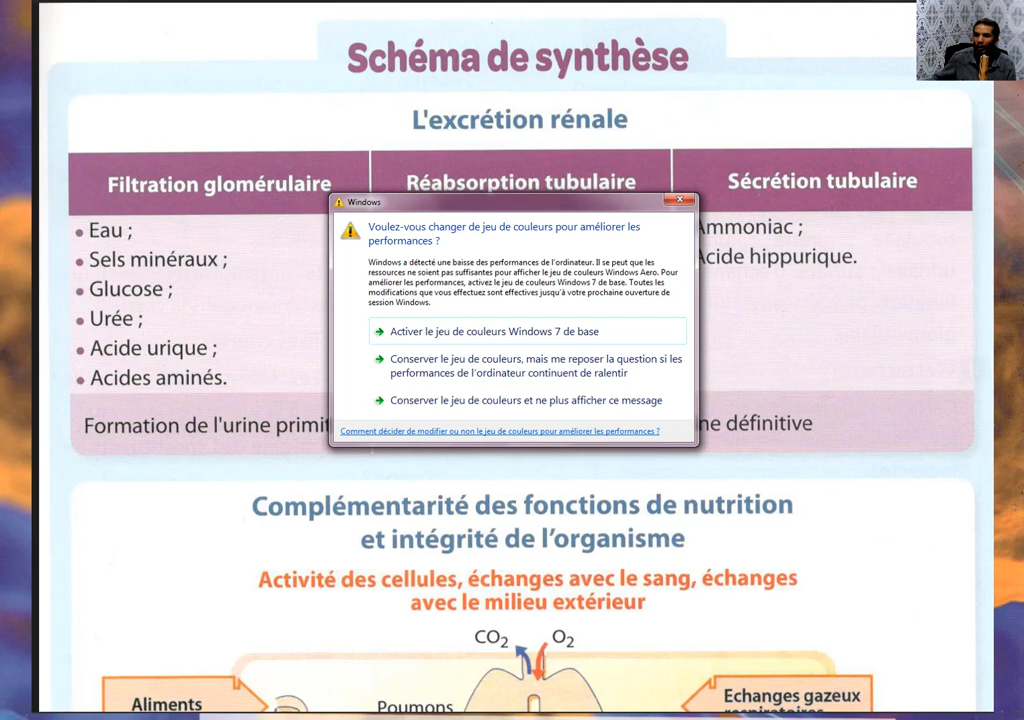 Schéma de synthèse
L'excrétion rénale
Filtration glomérulaire
Réabsorption tubulaire
Sécrétion tubulaire
• Eau ;
• Sels minéraux ;
• Glucose ;
• Urée ;
• Acide urique ;
• Acides aminés.
Ammoniac ;
Acide hippurique.
Formation de l'urine
définitive
Windows
Voulez-vous changer de jeu de couleurs pour améliorer les
performances ?
Windows a détecté une baisse des performances de l'ordinateur. Il se peut que les
ressources ne soient pas suffisantes pour afficher le jeu de couleurs Windows Aero. Pour
améliorer les performances, activez le jeu de couleurs Windows 7 de base. Toutes les
modifications que vous effectuez sont effectives jusqu'à votre prochaine ouverture de
session Windows.
Activer le jeu de couleurs Windows 7 de base
Conserver le jeu de couleurs, mais me reposer la question si les
performances de l'ordinateur continuent de ralentir
Conserver le jeu de couleurs et ne plus afficher ce message
Comment décider de modifier ou non le jeu de couleurs pour améliorer les performances ?
Complémentarité des fonctions de nutrition
et intégrité de l'organisme
Activité des cellules, échanges avec le sang, échanges
avec le milieu extérieur
CO2
O2
Aliments
Poumons
Echanges gazeux